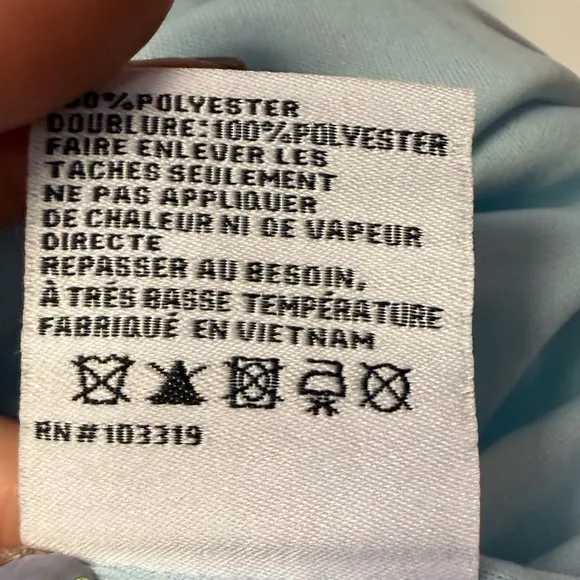 100%POLYESTER
DOUBLURE:100%POLYESTER
FAIRE ENLEVER LES
TACHES SEULEMENT
NE PAS APPLIQUER
DE CHALEUR NI DE VAPEUR
DIRECTE
REPASSER AU BESOIN,
À TRÉS BASSE TEMPÉRATURE
FABRIQUÉ EN VIETNAM
RN#103319